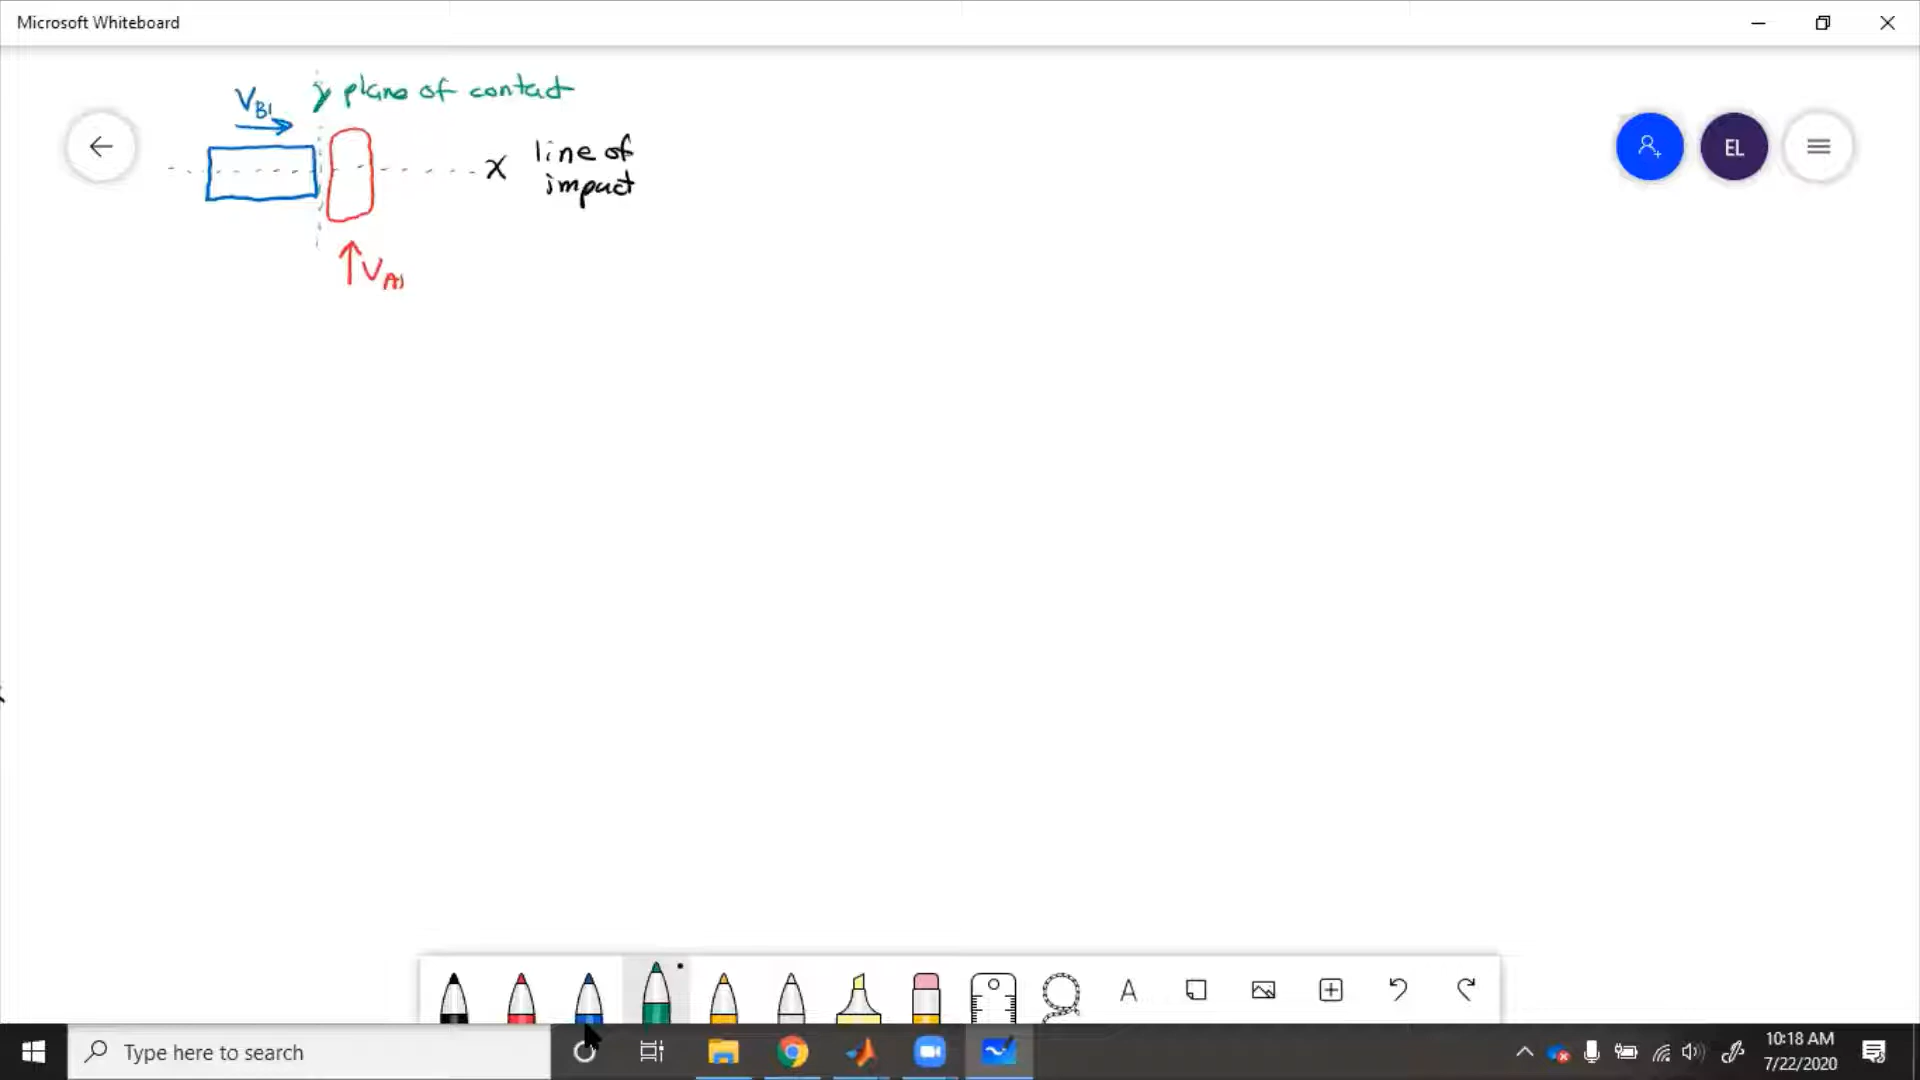 Microsoft Whiteboard
V_B1
y plane of contact
x line of
impact
V_A1
EL
A
Type here to search
10:18 AM
7/22/2020